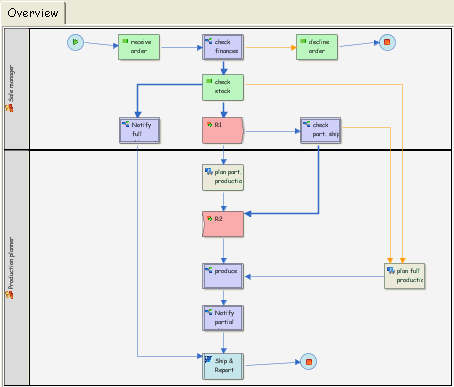 Overview
Sale manager
receive
order
check
finances
decline
order
check
stock
Notify
full
R1
check
part. ship
plan part.
productio
R2
Production planner
produce
plan full
productio
Notify
partial
Ship &
Report